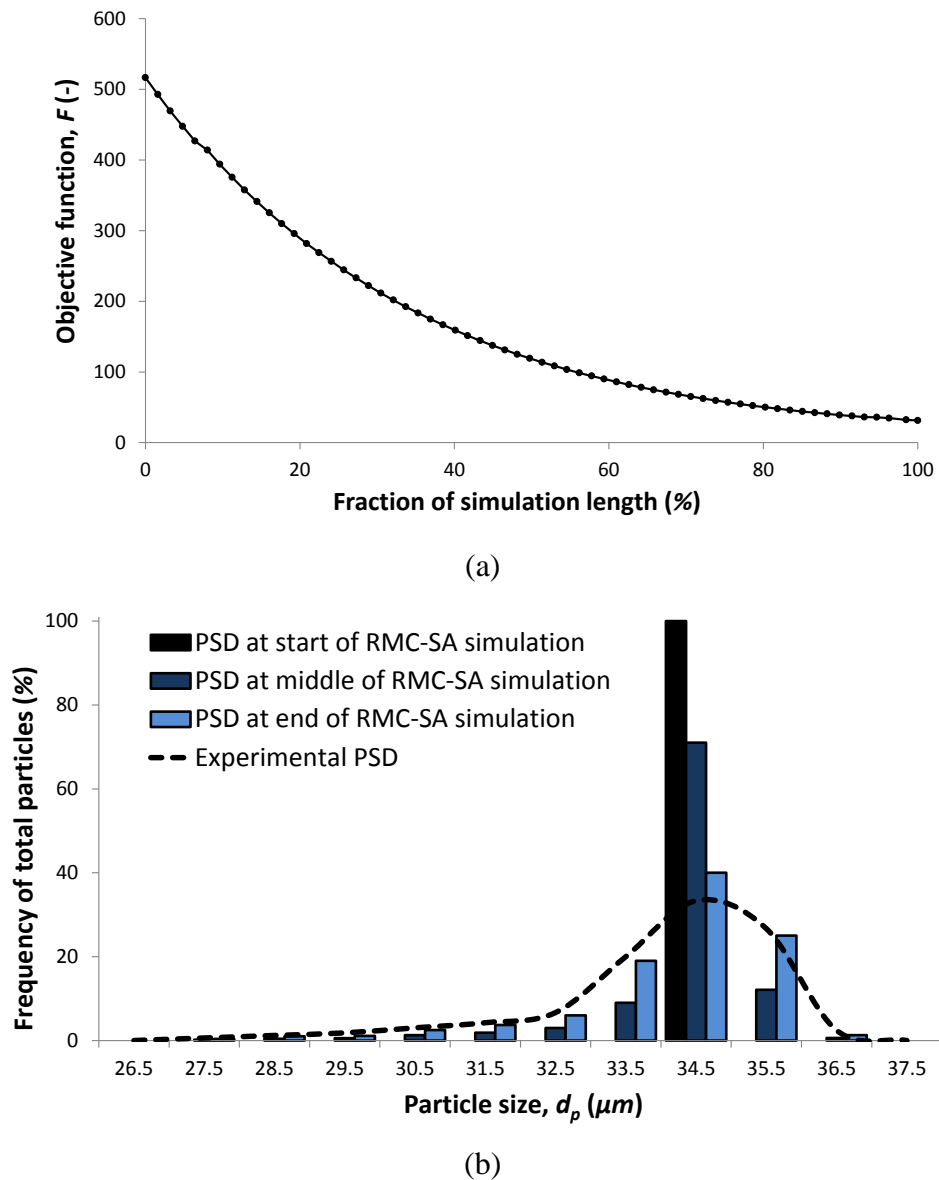 600
500
400
300
200
100
0
Objective function, F (-)
0 20 40 60 80 100
Fraction of simulation length (%)
(a)
100
80
60
40
20
0
Frequency of total particles (%)
PSD at start of RMC-SA simulation
PSD at middle of RMC-SA simulation
PSD at end of RMC-SA simulation
Experimental PSD
26.5 27.5 28.5 29.5 30.5 31.5 32.5 33.5 34.5 35.5 36.5 37.5
Particle size, dp (μm)
(b)